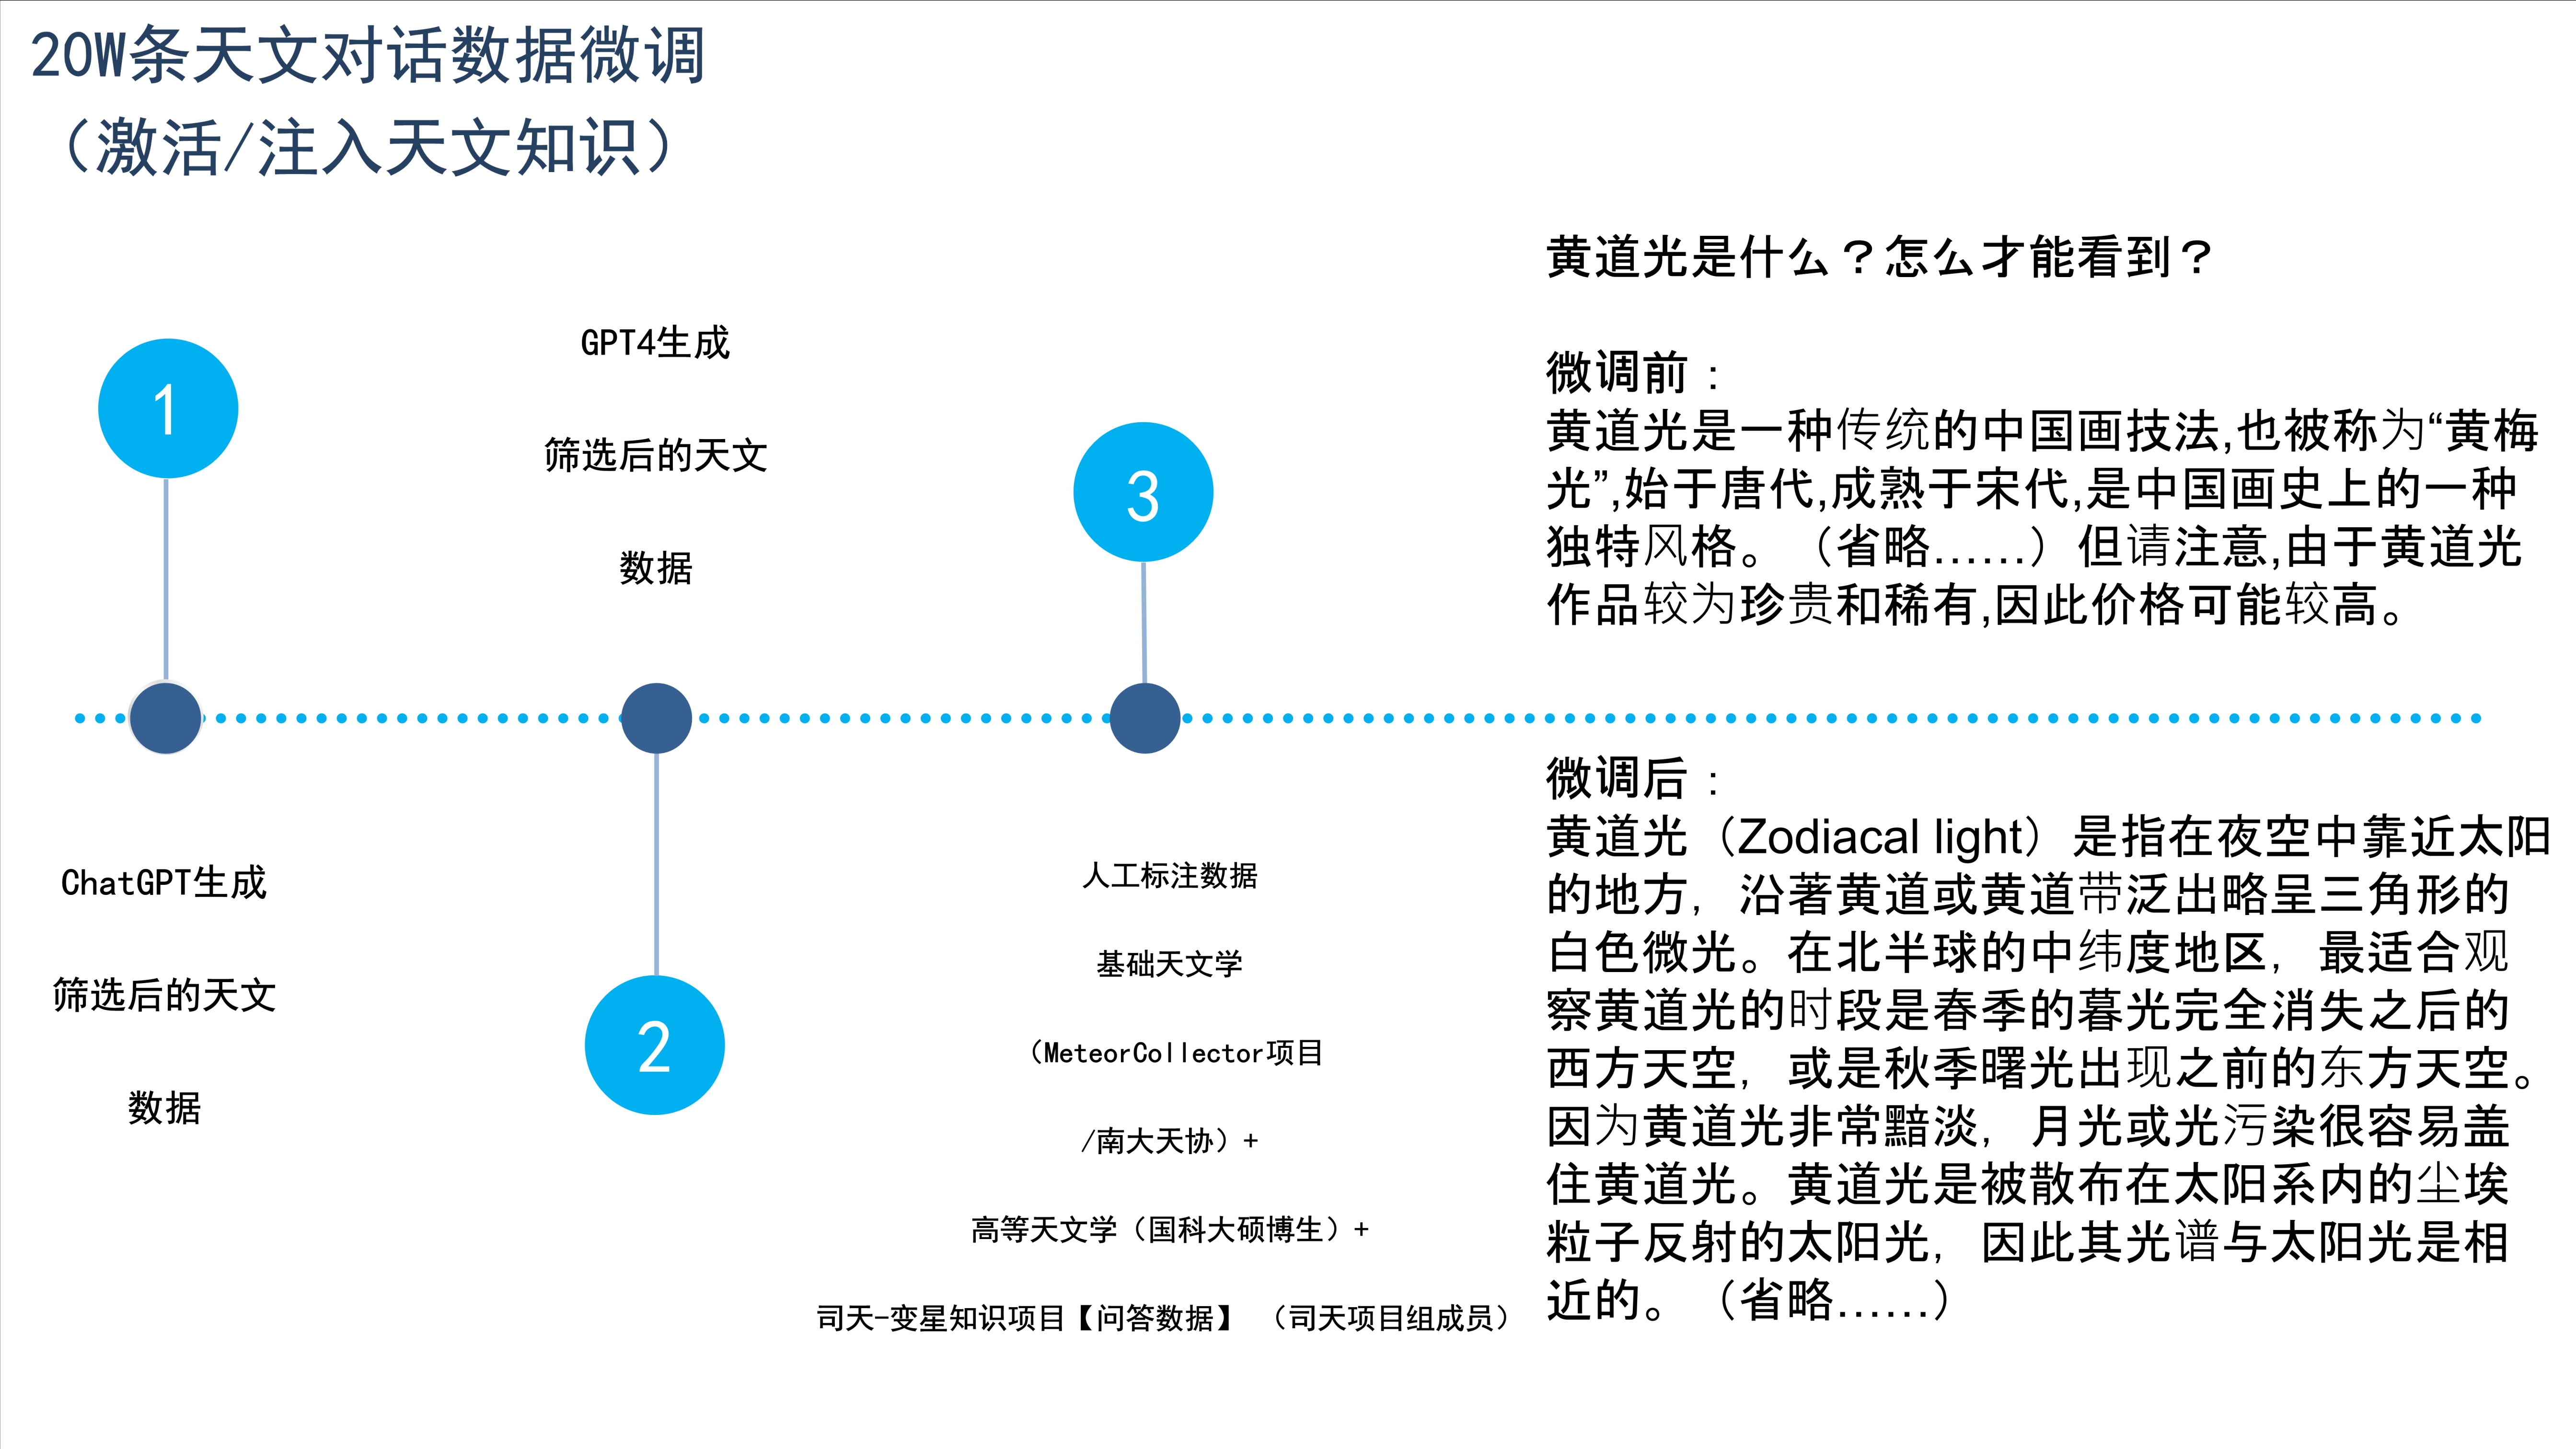 20W条天文对话数据微调
（激活/注入天文知识）
1
ChatGPT生成
筛选后的天文
数据
GPT4生成
筛选后的天文
数据
2
3
人工标注数据
基础天文学
（MeteorCollector项目
/南大天协）+
高等天文学（国科大硕博生）+
司天-变星知识项目【问答数据】 （司天项目组成员）
黄道光是什么？怎么才能看到？
微调前：
黄道光是一种传统的中国画技法,也被称为“黄梅
光”,始于唐代,成熟于宋代,是中国画史上的一种
独特风格。（省略……）但请注意,由于黄道光
作品较为珍贵和稀有,因此价格可能较高。
微调后：
黄道光（Zodiacal light）是指在夜空中靠近太阳
的地方，沿著黄道或黄道带泛出略呈三角形的
白色微光。在北半球的中纬度地区，最适合观
察黄道光的时段是春季的暮光完全消失之后的
西方天空，或是秋季曙光出现之前的东方天空。
因为黄道光非常黯淡，月光或光污染很容易盖
住黄道光。黄道光是被散布在太阳系内的尘埃
粒子反射的太阳光，因此其光谱与太阳光是相
近的。（省略……）